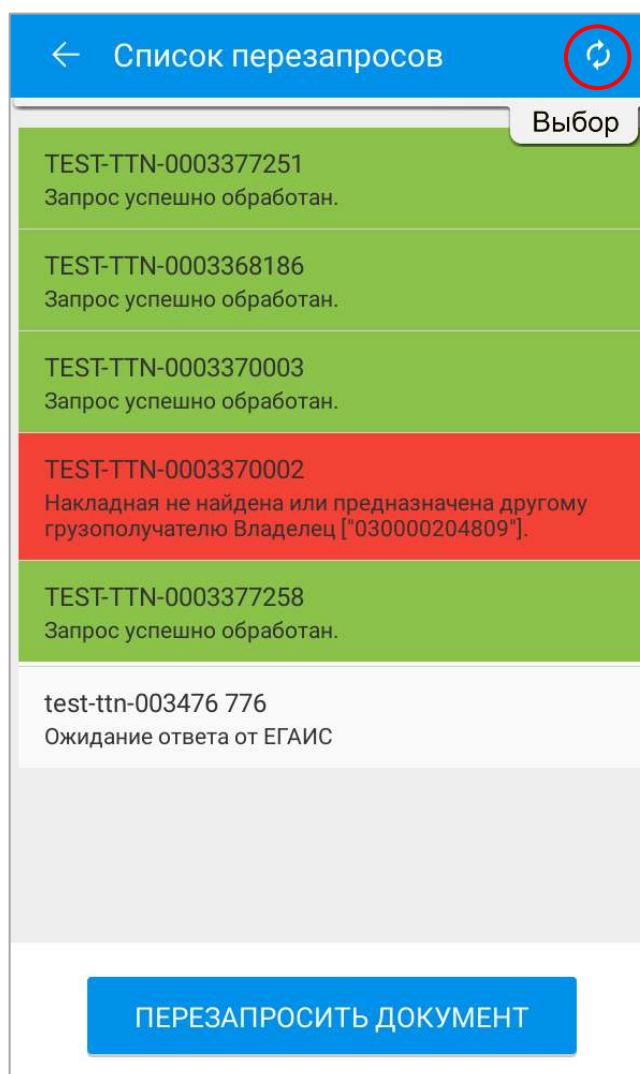 Список перезапросов
Выбор
TEST-TTN-0003377251
Запрос успешно обработан.
TEST-TTN-0003368186
Запрос успешно обработан.
TEST-TTN-0003370003
Запрос успешно обработан.
TEST-TTN-0003370002
Накладная не найдена или предназначена другому
грузополучателю Владелец ["030000204809"].
TEST-TTN-0003377258
Запрос успешно обработан.
test-ttn-003476 776
Ожидание ответа от ЕГАИС
ПЕРЕЗАПРОСИТЬ ДОКУМЕНТ